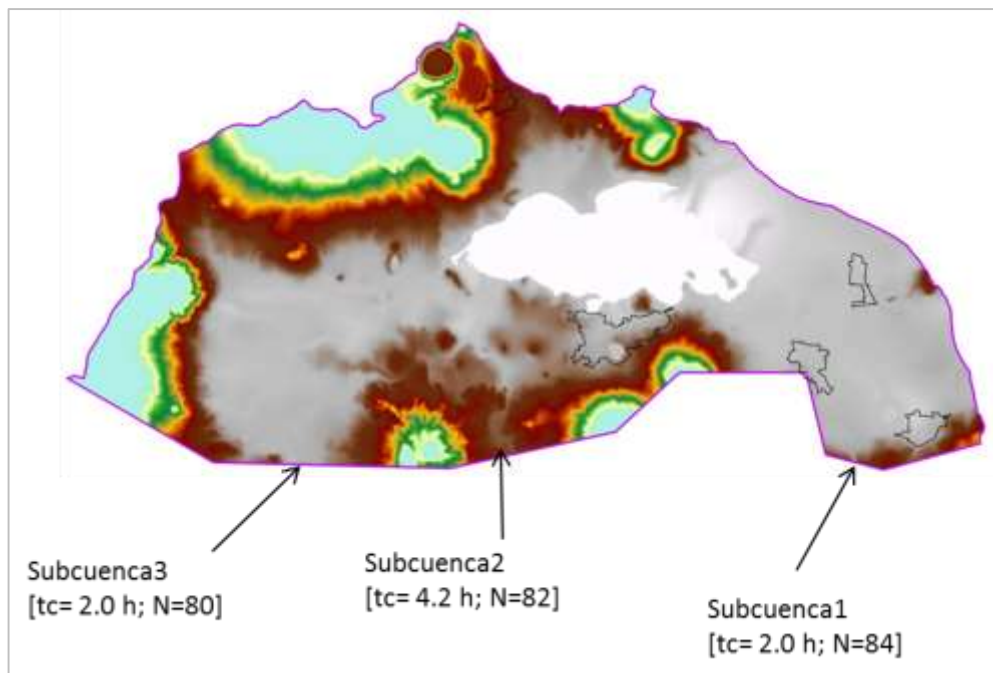 Subcuenca3
[tc= 2.0 h; N=80]
Subcuenca2
[tc= 4.2 h; N=82]
Subcuenca1
[tc= 2.0 h; N=84]